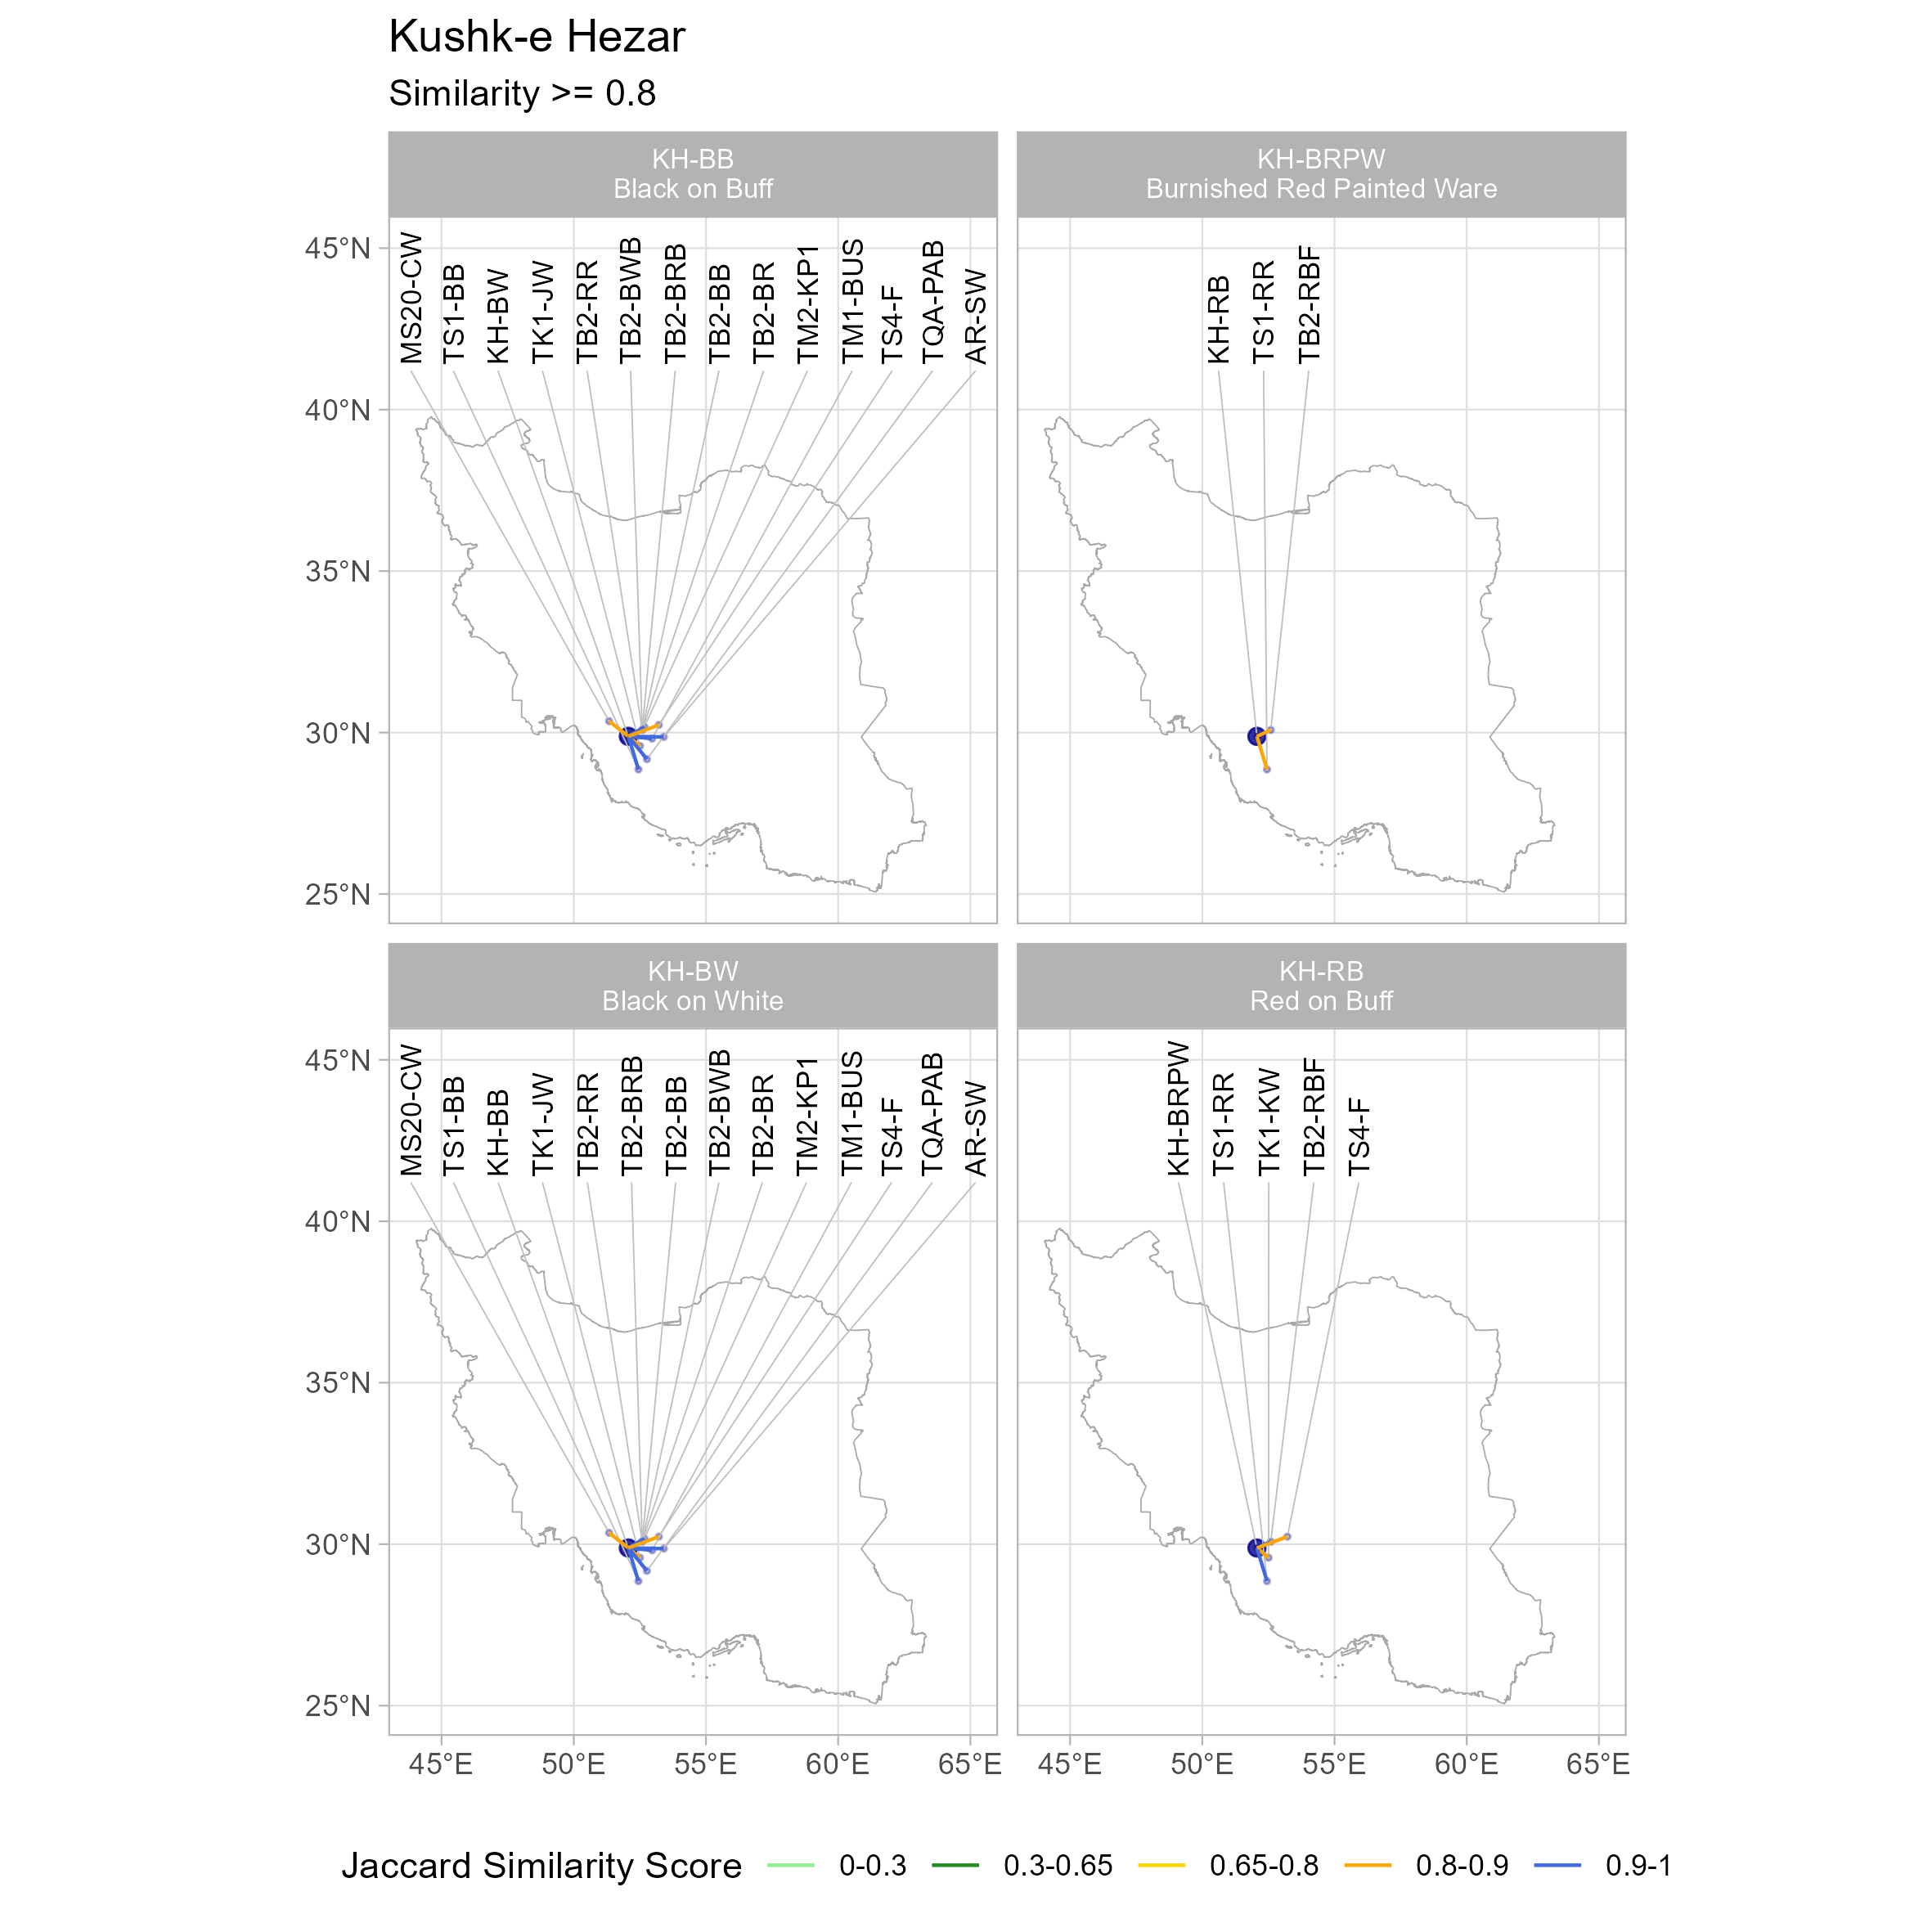 Kushk-e Hezar
Similarity >= 0.8
KH-BB
Black on Buff
KH-BRPW
Burnished Red Painted Ware
45°N
40°N
35°N
30°N
25°N
MS20-CW
TS1-BB
KH-BW
TK1-JW
TB2-RR
TB2-BWB
TB2-BRB
TB2-BB
TB2-BR
TM2-KP1
TM1-BUS
TS4-F
TQA-PAB
AR-SW
KH-RB
TS1-RR
TB2-RBF
KH-BW
Black on White
KH-RB
Red on Buff
45°N
40°N
35°N
30°N
25°N
MS20-CW
TS1-BB
KH-BB
TK1-JW
TB2-RR
TB2-BRB
TB2-BB
TB2-BWB
TB2-BR
TM2-KP1
TM1-BUS
TS4-F
TQA-PAB
AR-SW
KH-BRPW
TS1-RR
TK1-KW
TB2-RBF
TS4-F
45°E 50°E 55°E 60°E 65°E
45°E 50°E 55°E 60°E 65°E
Jaccard Similarity Score 0-0.3 0.3-0.65 0.65-0.8 0.8-0.9 0.9-1